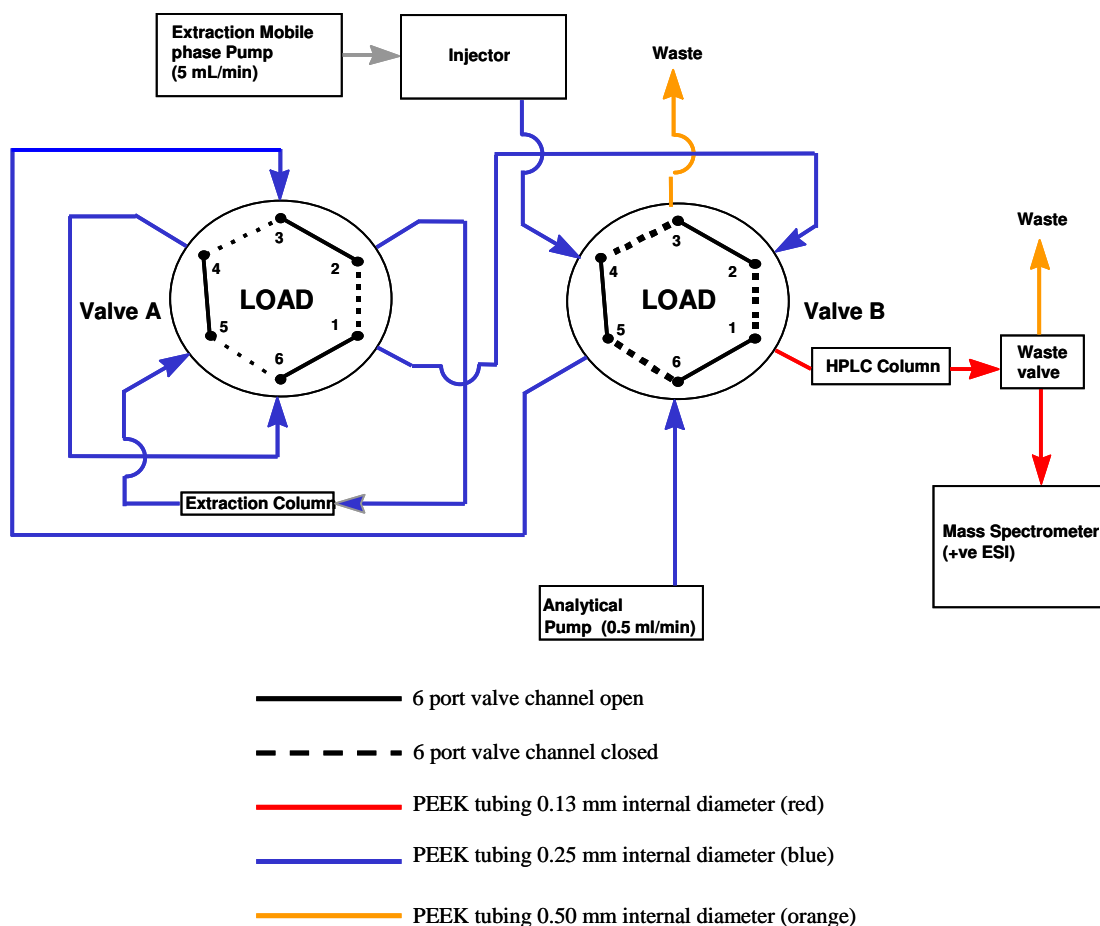 Extraction Mobile
phase Pump
(5 mL/min)
Injector
Waste
Waste
3
4
2
LOAD
5
1
6
Valve A
3
4
2
LOAD
5
1
6
Valve B
HPLC Column
Waste
valve
Extraction Column
Mass Spectrometer
(+ve ESI)
Analytical
Pump (0.5 ml/min)
6 port valve channel open
6 port valve channel closed
PEEK tubing 0.13 mm internal diameter (red)
PEEK tubing 0.25 mm internal diameter (blue)
PEEK tubing 0.50 mm internal diameter (orange)